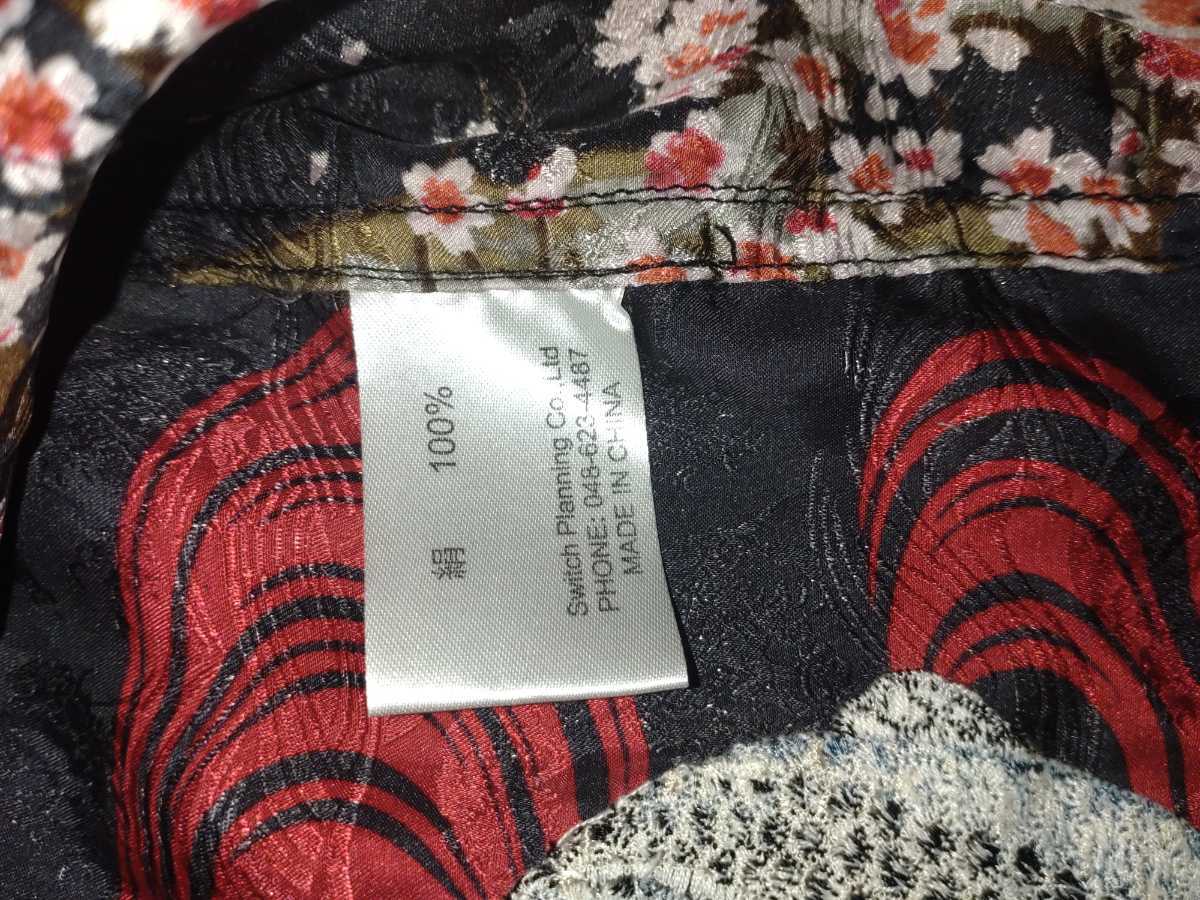 絹 100%
Switch Planning Co.,Ltd
PHONE: 048-623-4487
MADE IN CHINA